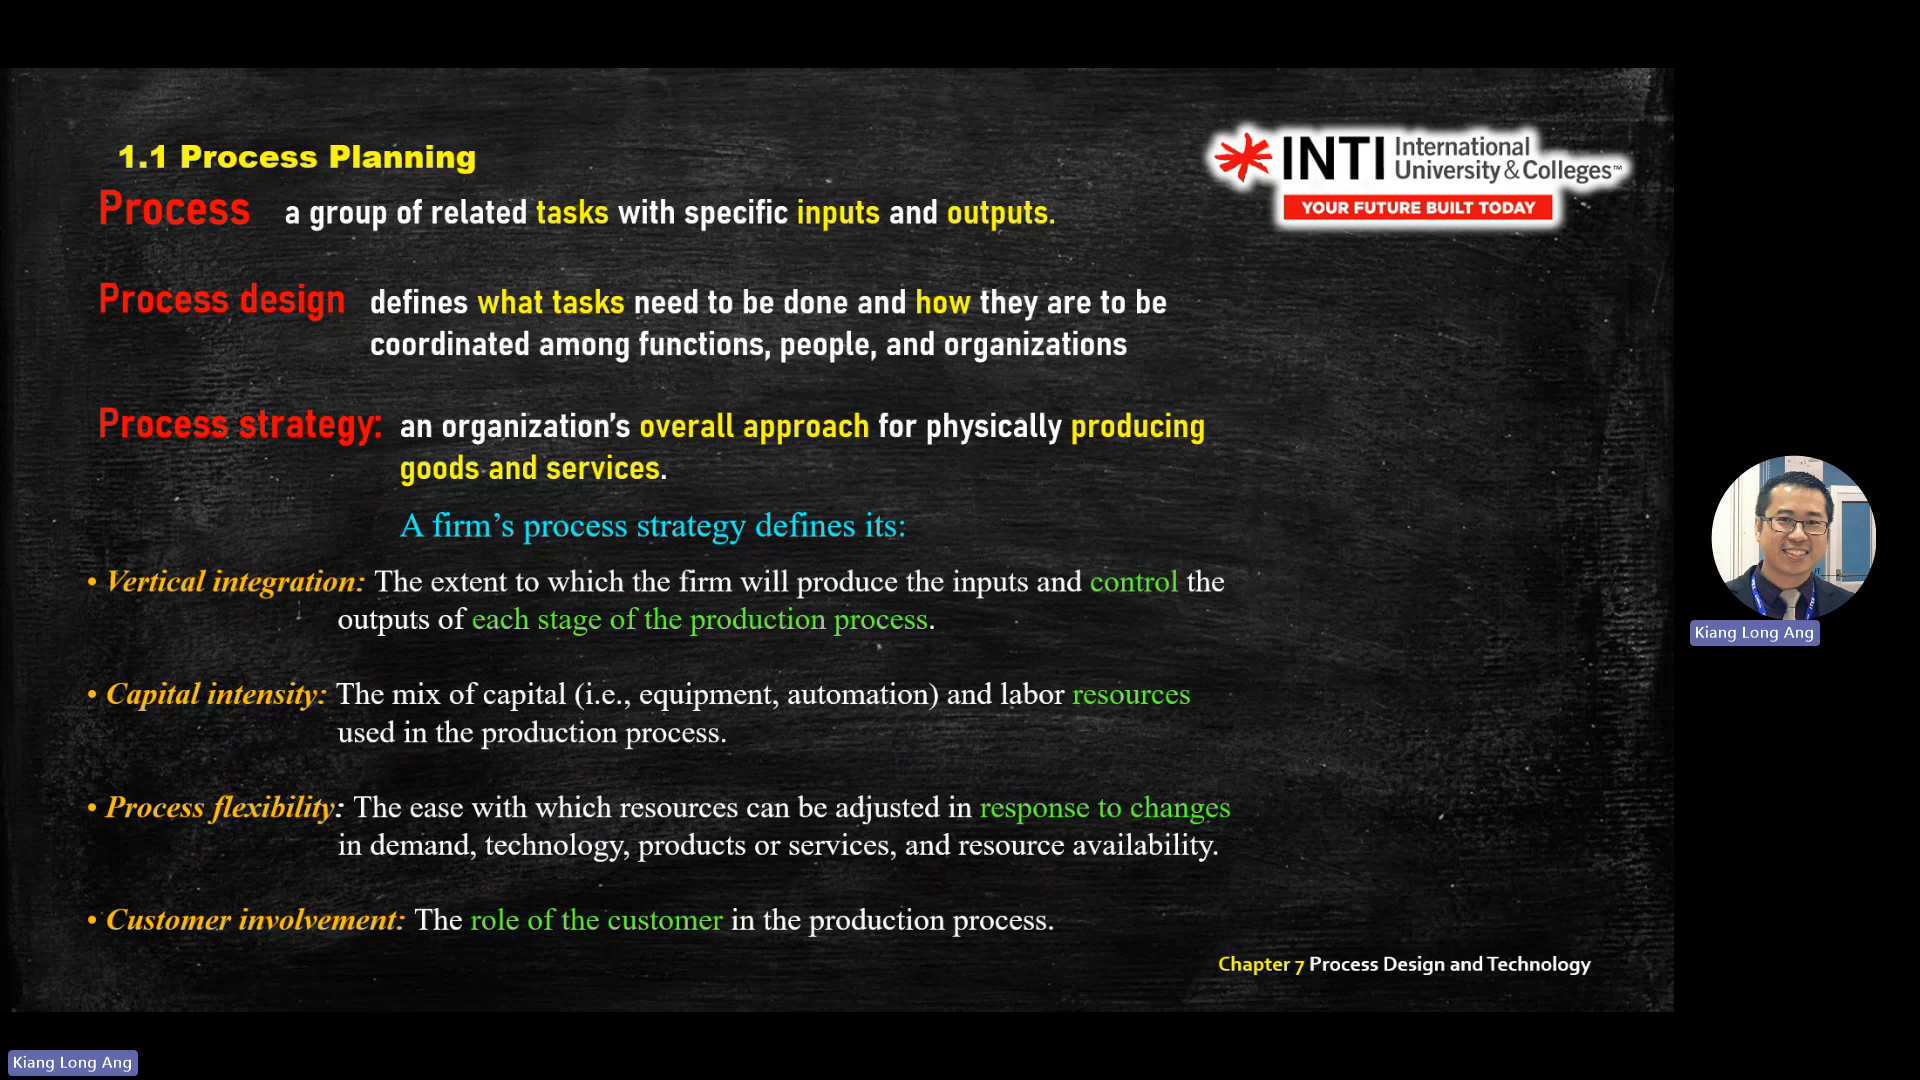 1.1 Process Planning
INTI International
University & Colleges™
YOUR FUTURE BUILT TODAY
Process a group of related tasks with specific inputs and outputs.
Process design defines what tasks need to be done and how they are to be
coordinated among functions, people, and organizations
Process strategy: an organization's overall approach for physically producing
goods and services.
A firm's process strategy defines its:
• Vertical integration: The extent to which the firm will produce the inputs and control the
outputs of each stage of the production process.
• Capital intensity: The mix of capital (i.e., equipment, automation) and labor resources
used in the production process.
• Process flexibility: The ease with which resources can be adjusted in response to changes
in demand, technology, products or services, and resource availability.
• Customer involvement: The role of the customer in the production process.
Chapter 7 Process Design and Technology
Kiang Long Ang
Kiang Long Ang